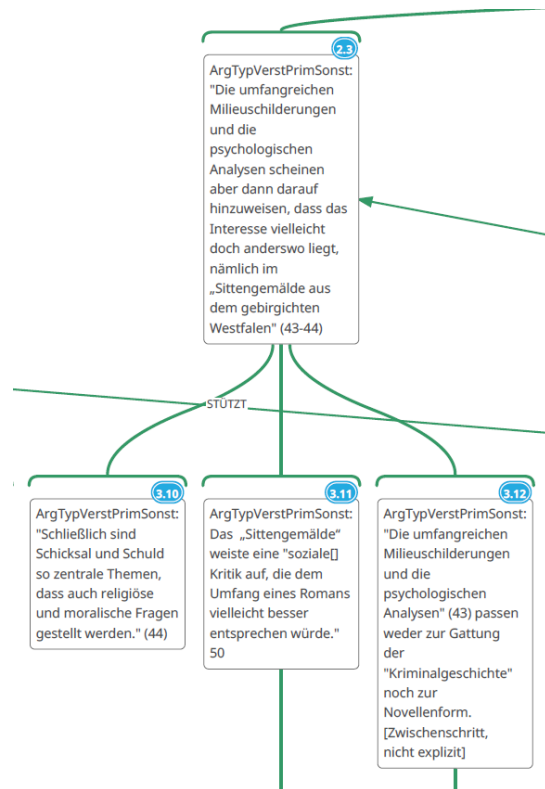 2.3
ArgTypVerstPrimSonst:
"Die umfangreichen
Milieuschilderungen
und die
psychologischen
Analysen scheinen
aber dann darauf
hinzuweisen, dass das
Interesse vielleicht
doch anderswo liegt,
nämlich im
„Sittengemälde aus
dem gebirgichten
Westfalen" (43-44)
STÜTZT
3.10
ArgTypVerstPrimSonst:
"Schließlich sind
Schicksal und Schuld
so zentrale Themen,
dass auch religiöse
und moralische Fragen
gestellt werden." (44)
3.11
ArgTypVerstPrimSonst:
Das „Sittengemälde“
weiste eine "soziale[]
Kritik auf, die dem
Umfang eines Romans
vielleicht besser
entsprechen würde."
50
3.12
ArgTypVerstPrimSonst:
"Die umfangreichen
Milieuschilderungen
und die
psychologischen
Analysen" (43) passen
weder zur Gattung
der
"Kriminalgeschichte"
noch zur
Novellenform.
[Zwischenschritt,
nicht explizit]